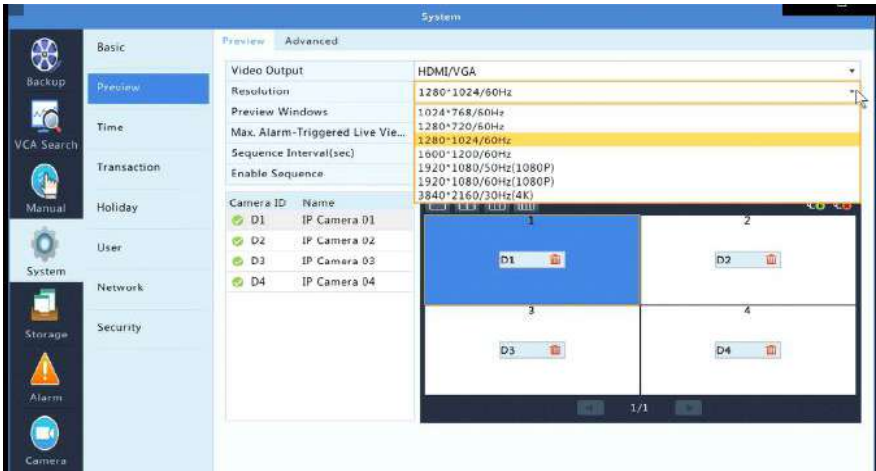 System
Backup
VCA Search
Manual
System
Storage
Alarm
Camera
Basic
Preview
Time
Transaction
Holiday
User
Network
Security
Preview Advanced
Video Output HDMI/VGA
Resolution 1280*1024/60Hz
Preview Windows
Max. Alarm-Triggered Live Vie...
Sequence Interval(sec)
Enable Sequence
1024*768/60Hz
1280*720/60Hz
1280*1024/60Hz
1600*1200/60Hz
1920*1080/50Hz(1080P)
1920*1080/60Hz(1080P)
3840*2160/30Hz(4K)
Camera ID Name
D1 IP Camera 01
D2 IP Camera 02
D3 IP Camera 03
D4 IP Camera 04
1 2
D1 D2
3 4
D3 D4
1/1